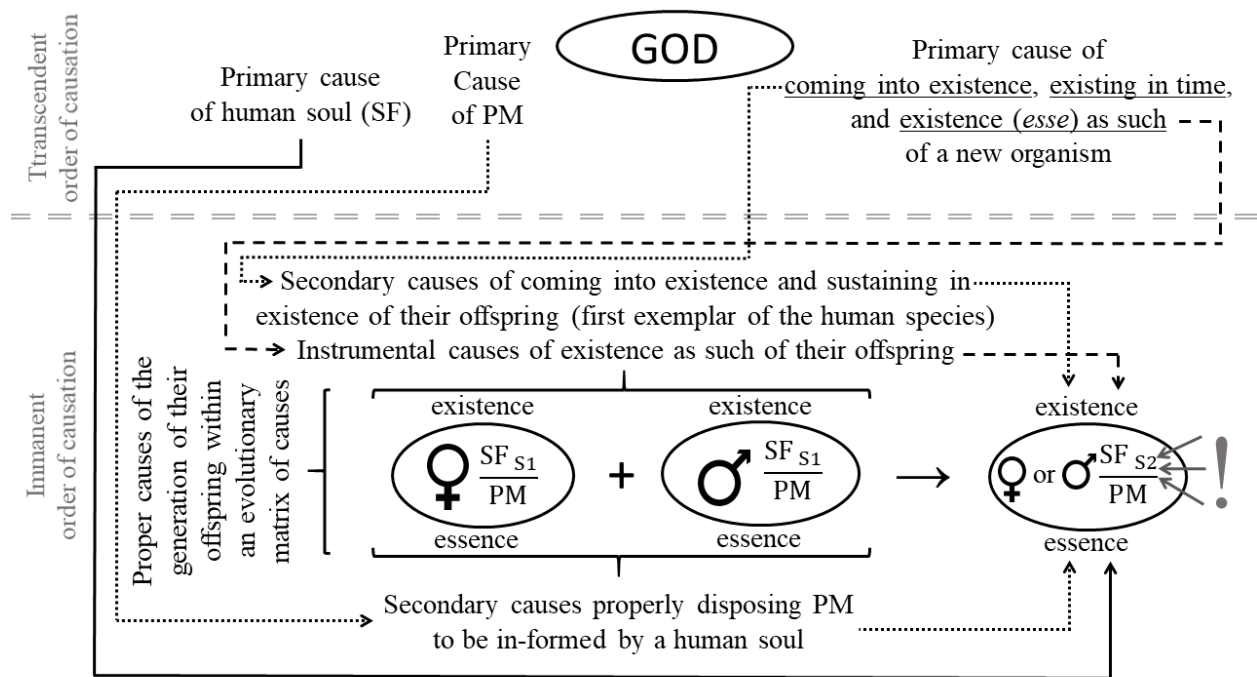 Ttranscendent
order of causation
Primary cause
of human soul (SF)
Primary
Cause
of PM
GOD
Primary cause of
coming into existence, existing in time,
and existence (esse) as such
of a new organism
Immanent
order of causation
Secondary causes of coming into existence and sustaining in
existence of their offspring (first exemplar of the human species)
Instrumental causes of existence as such of their offspring
Proper causes of the
generation of their
offspring within
an evolutionary
matrix of causes
existence
♀ SF S1
PM
essence
+
existence
♂ SF S1
PM
essence
existence
♀ or ♂ SF S2
PM
essence
!
Secondary causes properly disposing PM
to be in-formed by a human soul